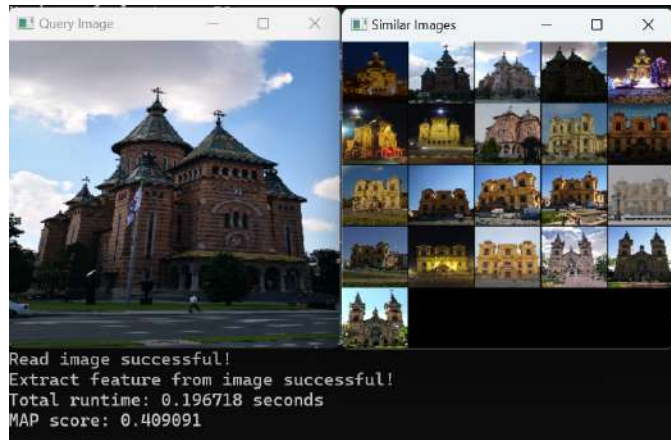 Query Image
Similar Images
Read image successful!
Extract feature from image successful!
Total runtime: 0.196718 seconds
MAP score: 0.409091